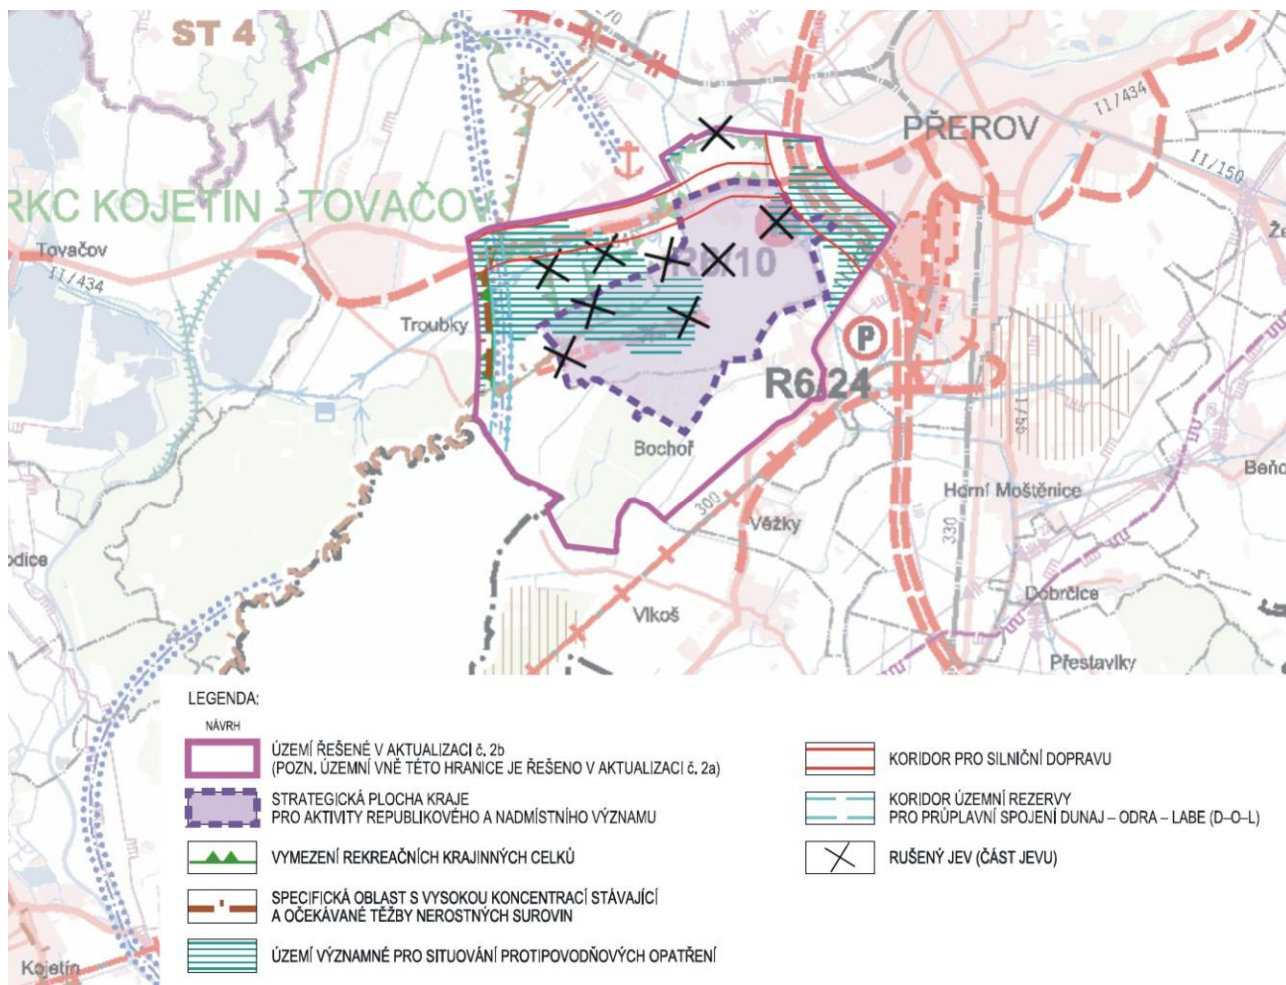 ST 4
270
II/434
PŘEROV
II/150
RKC KOJETÍN - TOVAČOV
Tovačov
II/434
R6/10
Troubky
P
R6/24
I/55
Bochoř
Horní Moštěnice
300
Věžky
330
Dobrčice
Vlkoš
Přestavlky
LEGENDA:
NÁVRH
ÚZEMÍ ŘEŠENÉ V AKTUALIZACI č. 2b
(POZN. ÚZEMNÍ VNĚ TÉTO HRANICE JE ŘEŠENO V AKTUALIZACI č. 2a)
STRATEGICKÁ PLOCHA KRAJE
PRO AKTIVITY REPUBLIKOVÉHO A NADMÍSTNÍHO VÝZNAMU
VYMEZENÍ REKREAČNÍCH KRAJINNÝCH CELKŮ
SPECIFICKÁ OBLAST S VYSOKOU KONCENTRACÍ STÁVAJÍCÍ
A OČEKÁVANÉ TĚŽBY NEROSTNÝCH SUROVIN
ÚZEMÍ VÝZNAMNÉ PRO SITUOVÁNÍ PROTIPOVODŇOVÝCH OPATŘENÍ
KORIDOR PRO SILNIČNÍ DOPRAVU
KORIDOR ÚZEMNÍ REZERVY
PRO PRŮPLAVNÍ SPOJENÍ DUNAJ – ODRA – LABE (D–O–L)
RUŠENÝ JEV (ČÁST JEVU)
Kojetín